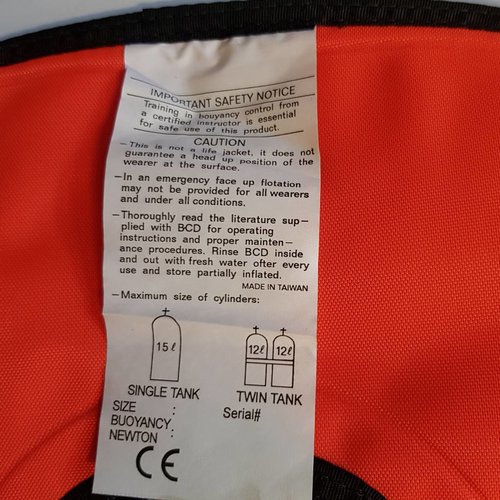 IMPORTANT SAFETY NOTICE
Training in bouyancy control from
a certified instructor is essential
for safe use of this product.
CAUTION
—This is not a life jacket, it does not
guarantee a head up position of the
wearer at the surface.
—In an emergency face up flotation
may not be provided for all wearers
and under all conditions.
—Thoroughly read the literature sup—
plied with BCD for operating
instructions and proper mainten—
ance procedures. Rinse BCD inside
and out with fresh water ofter every
use and store partially inflated.
MADE IN TAIWAN
—Maximum size of cylinders:
15ℓ
12ℓ 12ℓ
SINGLE TANK
TWIN TANK
SIZE :
Serial#
BUOYANCY:
NEWTON :
CE